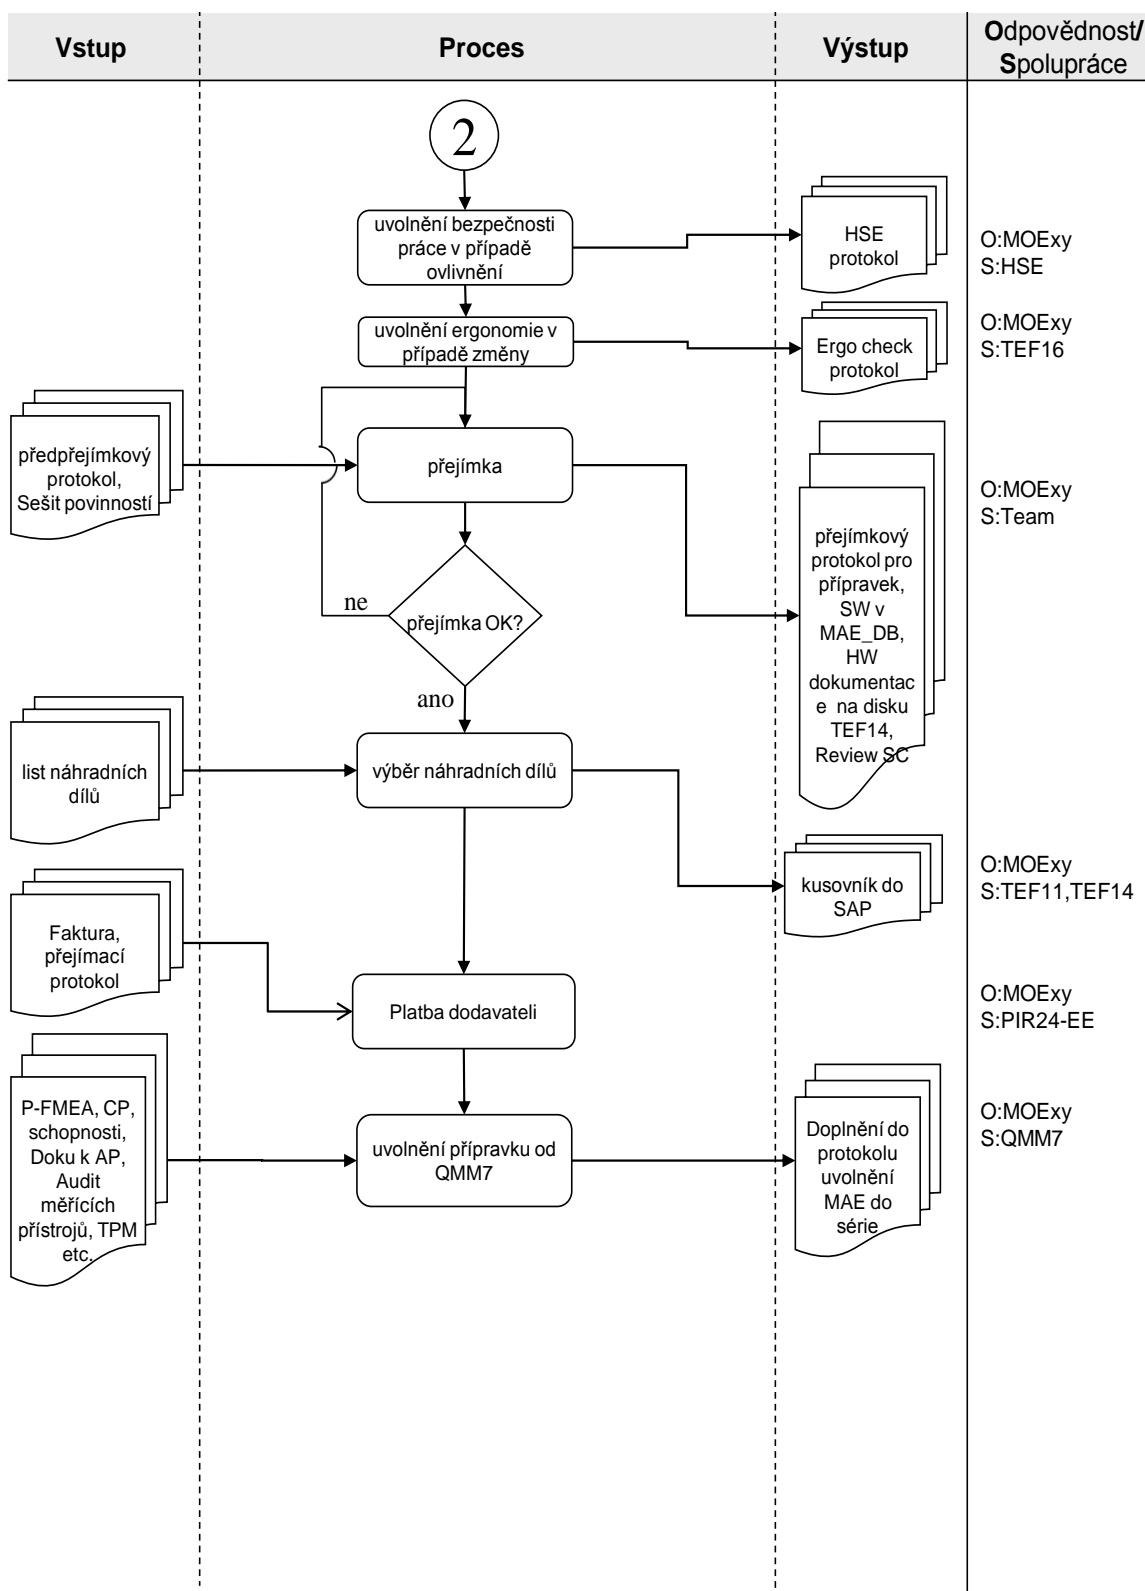 Vstup
Proces
Výstup
Odpovědnost/
Spolupráce
2
uvolnění bezpečnosti
práce v případě
ovlivnění
HSE
protokol
O:MOExy
S:HSE
uvolnění ergonomie v
případě změny
Ergo check
protokol
O:MOExy
S:TEF16
předpřejímkový
protokol,
Sešit povinností
přejímka
přejímkový
protokol pro
přípravek,
SW v
MAE_DB,
HW
dokumentac
e na disku
TEF14,
Review SC
O:MOExy
S:Team
ne
přejímka OK?
ano
list náhradních
dílů
výběr náhradních dílů
kusovník do
SAP
O:MOExy
S:TEF11,TEF14
Faktura,
přejímací
protokol
Platba dodavateli
O:MOExy
S:PIR24-EE
P-FMEA, CP,
schopnosti,
Doku k AP,
Audit
měřících
přístrojů, TPM
etc.
uvolnění přípravku od
QMM7
Doplnění do
protokolu
uvolnění
MAE do
série
O:MOExy
S:QMM7